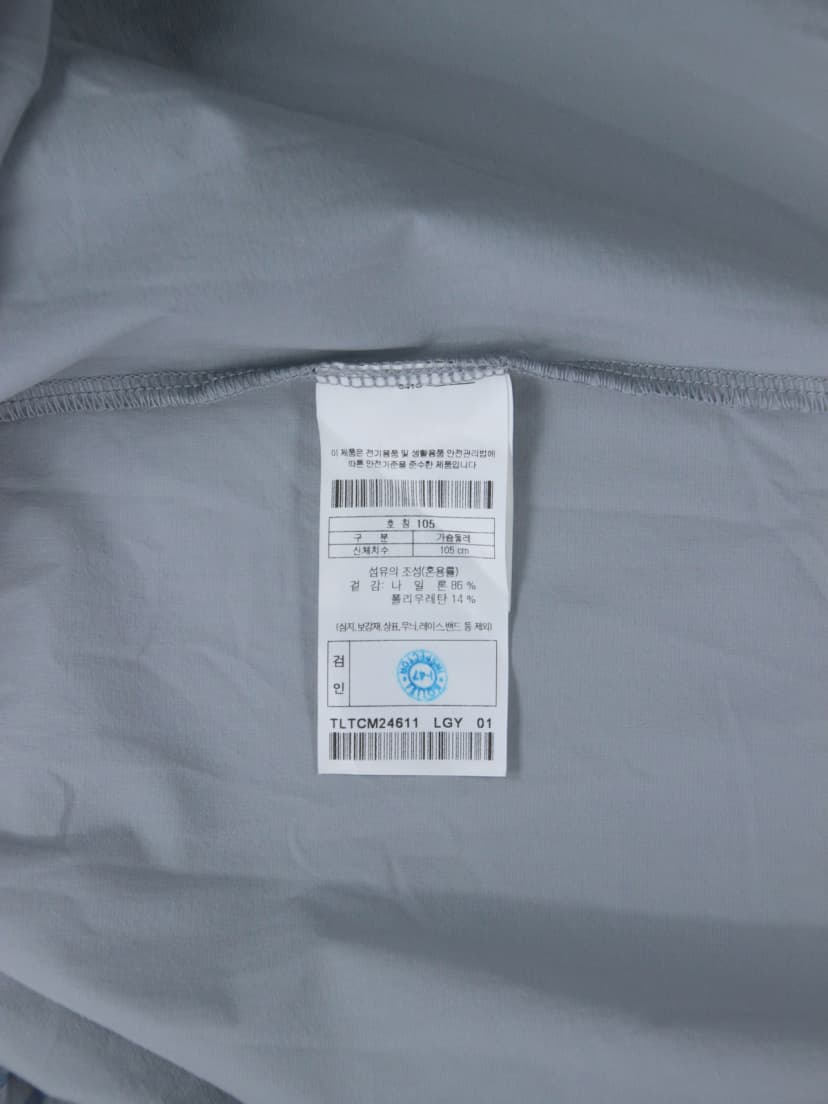 이 제품은 전기용품 및 생활용품 안전관리법에
따른 안전기준을 준수한 제품입니다
호 칭 105
구 분 가슴둘레
신체치수 105 cm
섬유의 조성(혼용률)
겉 감: 나 일 론 86 %
폴리우레탄 14 %
(심지,보강재,상표,무늬,레이스,밴드 등 제외)
검
인
INSPECTION
1-47
TLTCM24611 LGY 01